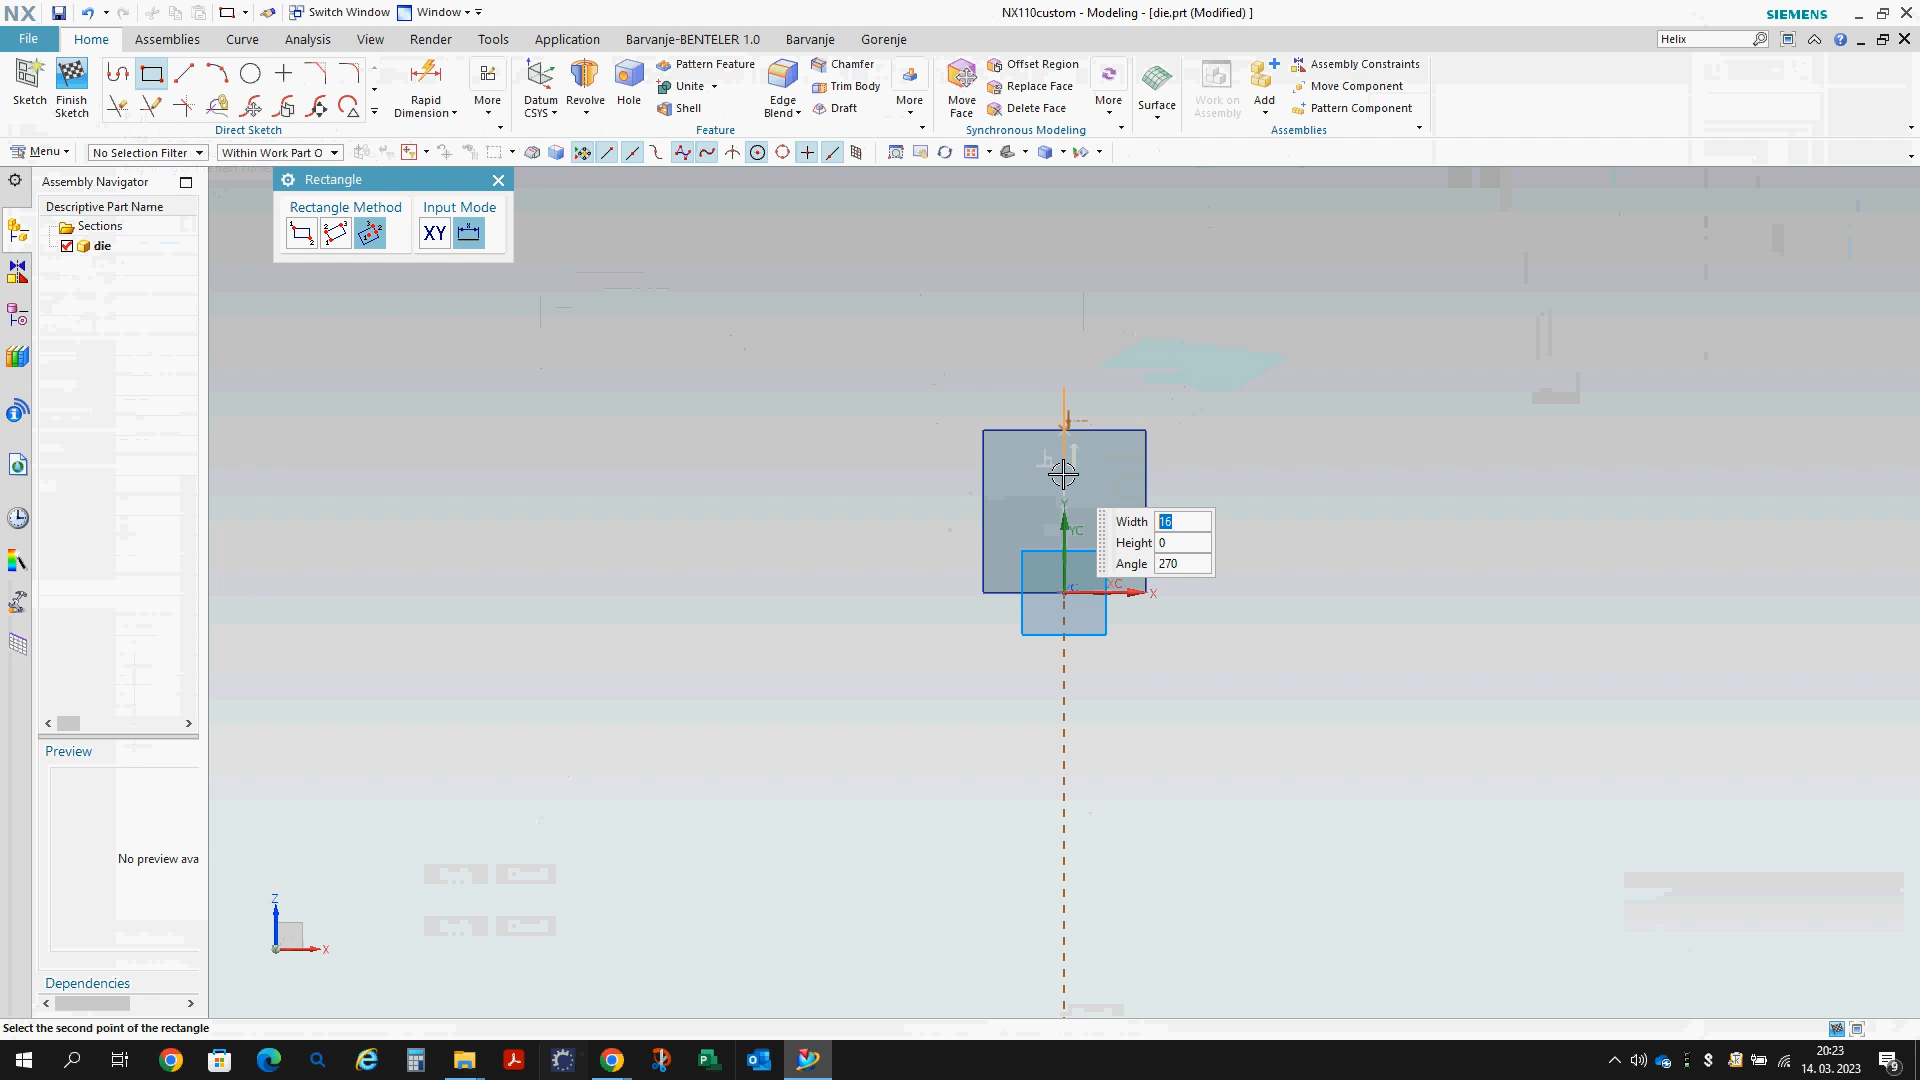 NX
Switch Window
Window
NX110custom - Modeling - [die.prt (Modified) ]
SIEMENS
File
Home
Assemblies
Curve
Analysis
View
Render
Tools
Application
Barvanje-BENTELER 1.0
Barvanje
Gorenje
Helix
Sketch
Finish
Sketch
Rapid
Dimension
More
Direct Sketch
Datum
CSYS
Revolve
Hole
Pattern Feature
Unite
Shell
Edge
Blend
Chamfer
Trim Body
Draft
More
Feature
Move
Face
Offset Region
Replace Face
Delete Face
More
Synchronous Modeling
Surface
Work on
Assembly
Add
Assembly Constraints
Move Component
Pattern Component
Assemblies
Menu
No Selection Filter
Within Work Part O
Assembly Navigator
Descriptive Part Name
Sections
die
Rectangle
Rectangle Method
Input Mode
XY
Y
YC
XC
X
Width 16
Height 0
Angle 270
Preview
No preview ava
Z
X
Dependencies
Select the second point of the rectangle
20:23
14. 03. 2023
9